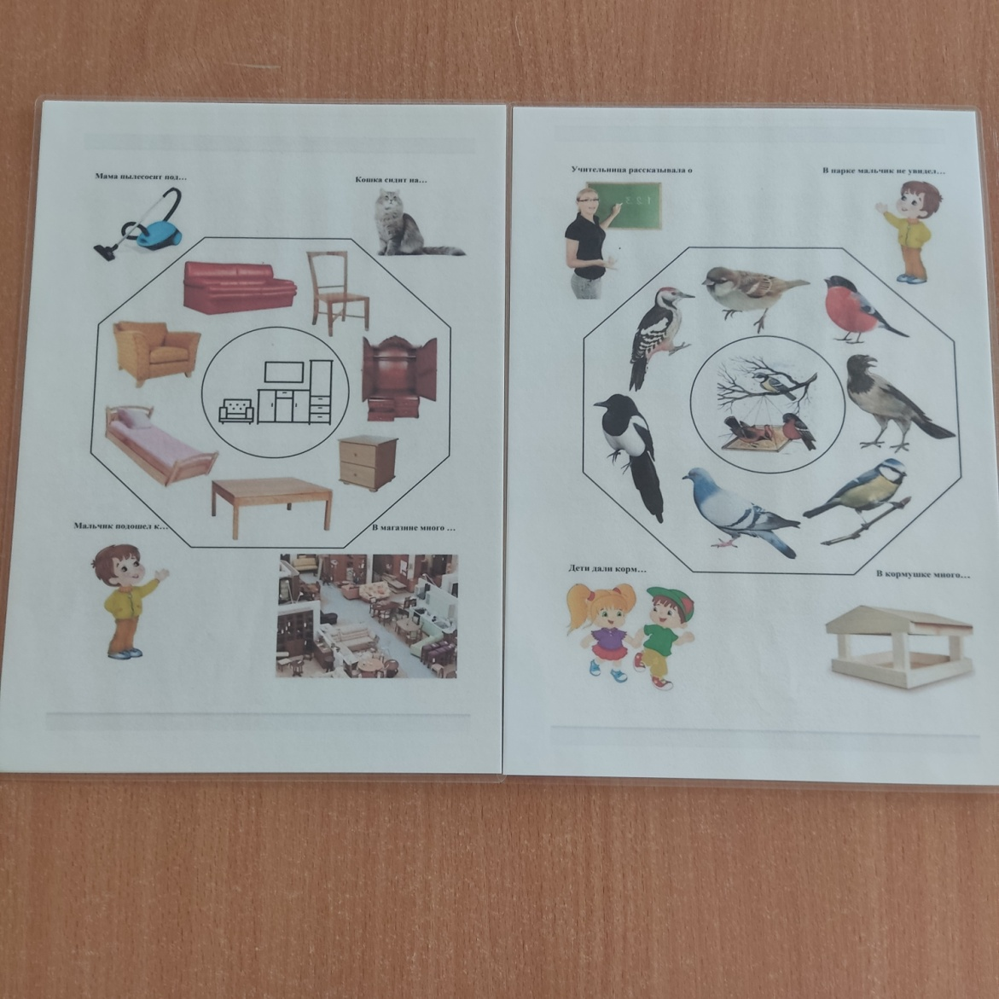 Мама пылесосит под...
Кошка сидит на...
Мальчик подошел к...
В магазине много ...
Учительница рассказывала о
В парке мальчик не увидел...
Дети дали корм...
В кормушке много...